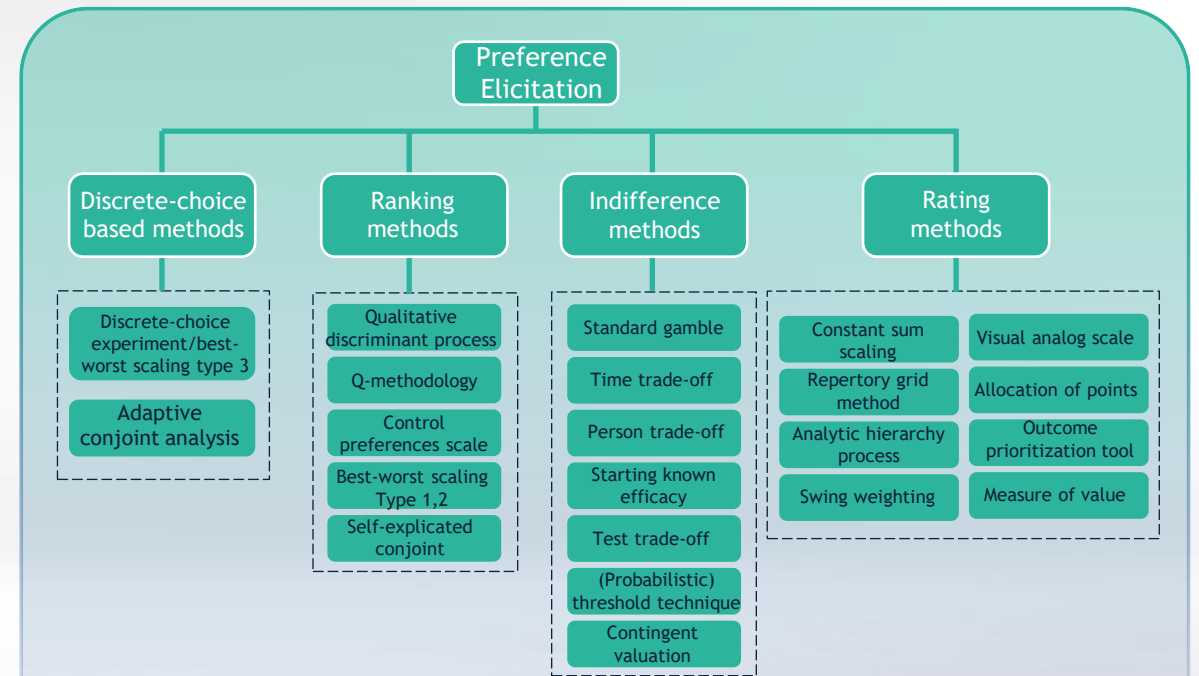 Preference
Elicitation
Discrete-choice
based methods
Ranking
methods
Indifference
methods
Rating
methods
Discrete-choice
experiment/best-
worst scaling type 3
Adaptive
conjoint analysis
Qualitative
discriminant process
Q-methodology
Control
preferences scale
Best-worst scaling
Type 1,2
Self-explicated
conjoint
Standard gamble
Time trade-off
Person trade-off
Starting known
efficacy
Test trade-off
(Probabilistic)
threshold technique
Contingent
valuation
Constant sum
scaling
Repertory grid
method
Analytic hierarchy
process
Swing weighting
Visual analog scale
Allocation of points
Outcome
prioritization tool
Measure of value